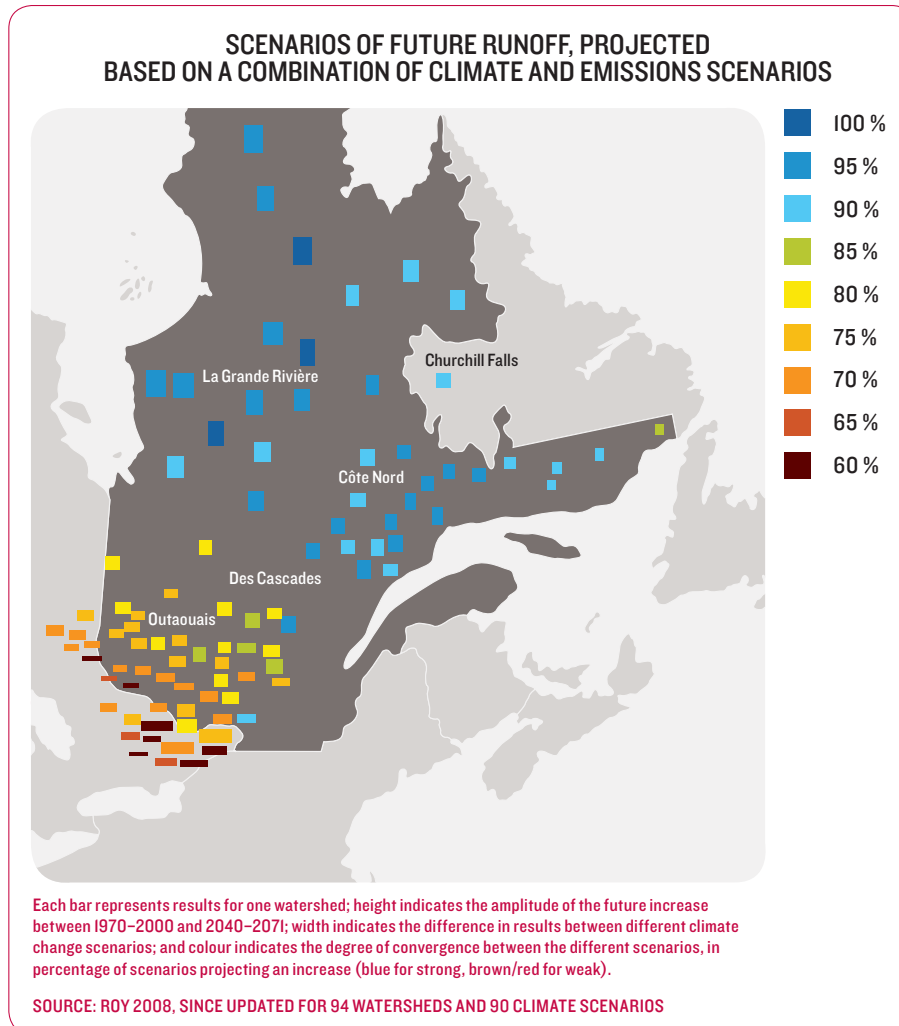 SCENARIOS OF FUTURE RUNOFF, PROJECTED
BASED ON A COMBINATION OF CLIMATE AND EMISSIONS SCENARIOS
100 %
95 %
90 %
85 %
80 %
75 %
70 %
65 %
60 %
Churchill Falls
La Grande Rivière
Côte Nord
Des Cascades
Outaouais
Each bar represents results for one watershed; height indicates the amplitude of the future increase
between 1970–2000 and 2040–2071; width indicates the difference in results between different climate
change scenarios; and colour indicates the degree of convergence between the different scenarios, in
percentage of scenarios projecting an increase (blue for strong, brown/red for weak).
SOURCE: ROY 2008, SINCE UPDATED FOR 94 WATERSHEDS AND 90 CLIMATE SCENARIOS